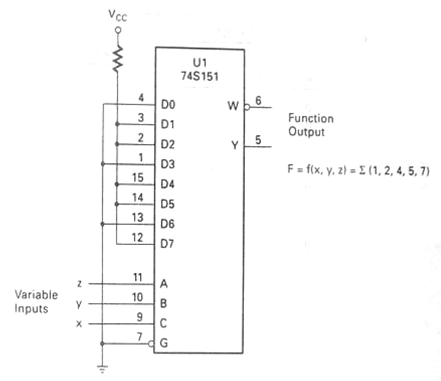 VCC
U1
74S151
4 D0
3 D1
2 D2
1 D3
15 D4
14 D5
13 D6
12 D7
W 6
Y 5
Function
Output
F = f(x, y, z) = Σ (1, 2, 4, 5, 7)
Variable
Inputs
z 11 A
y 10 B
x 9 C
7 G